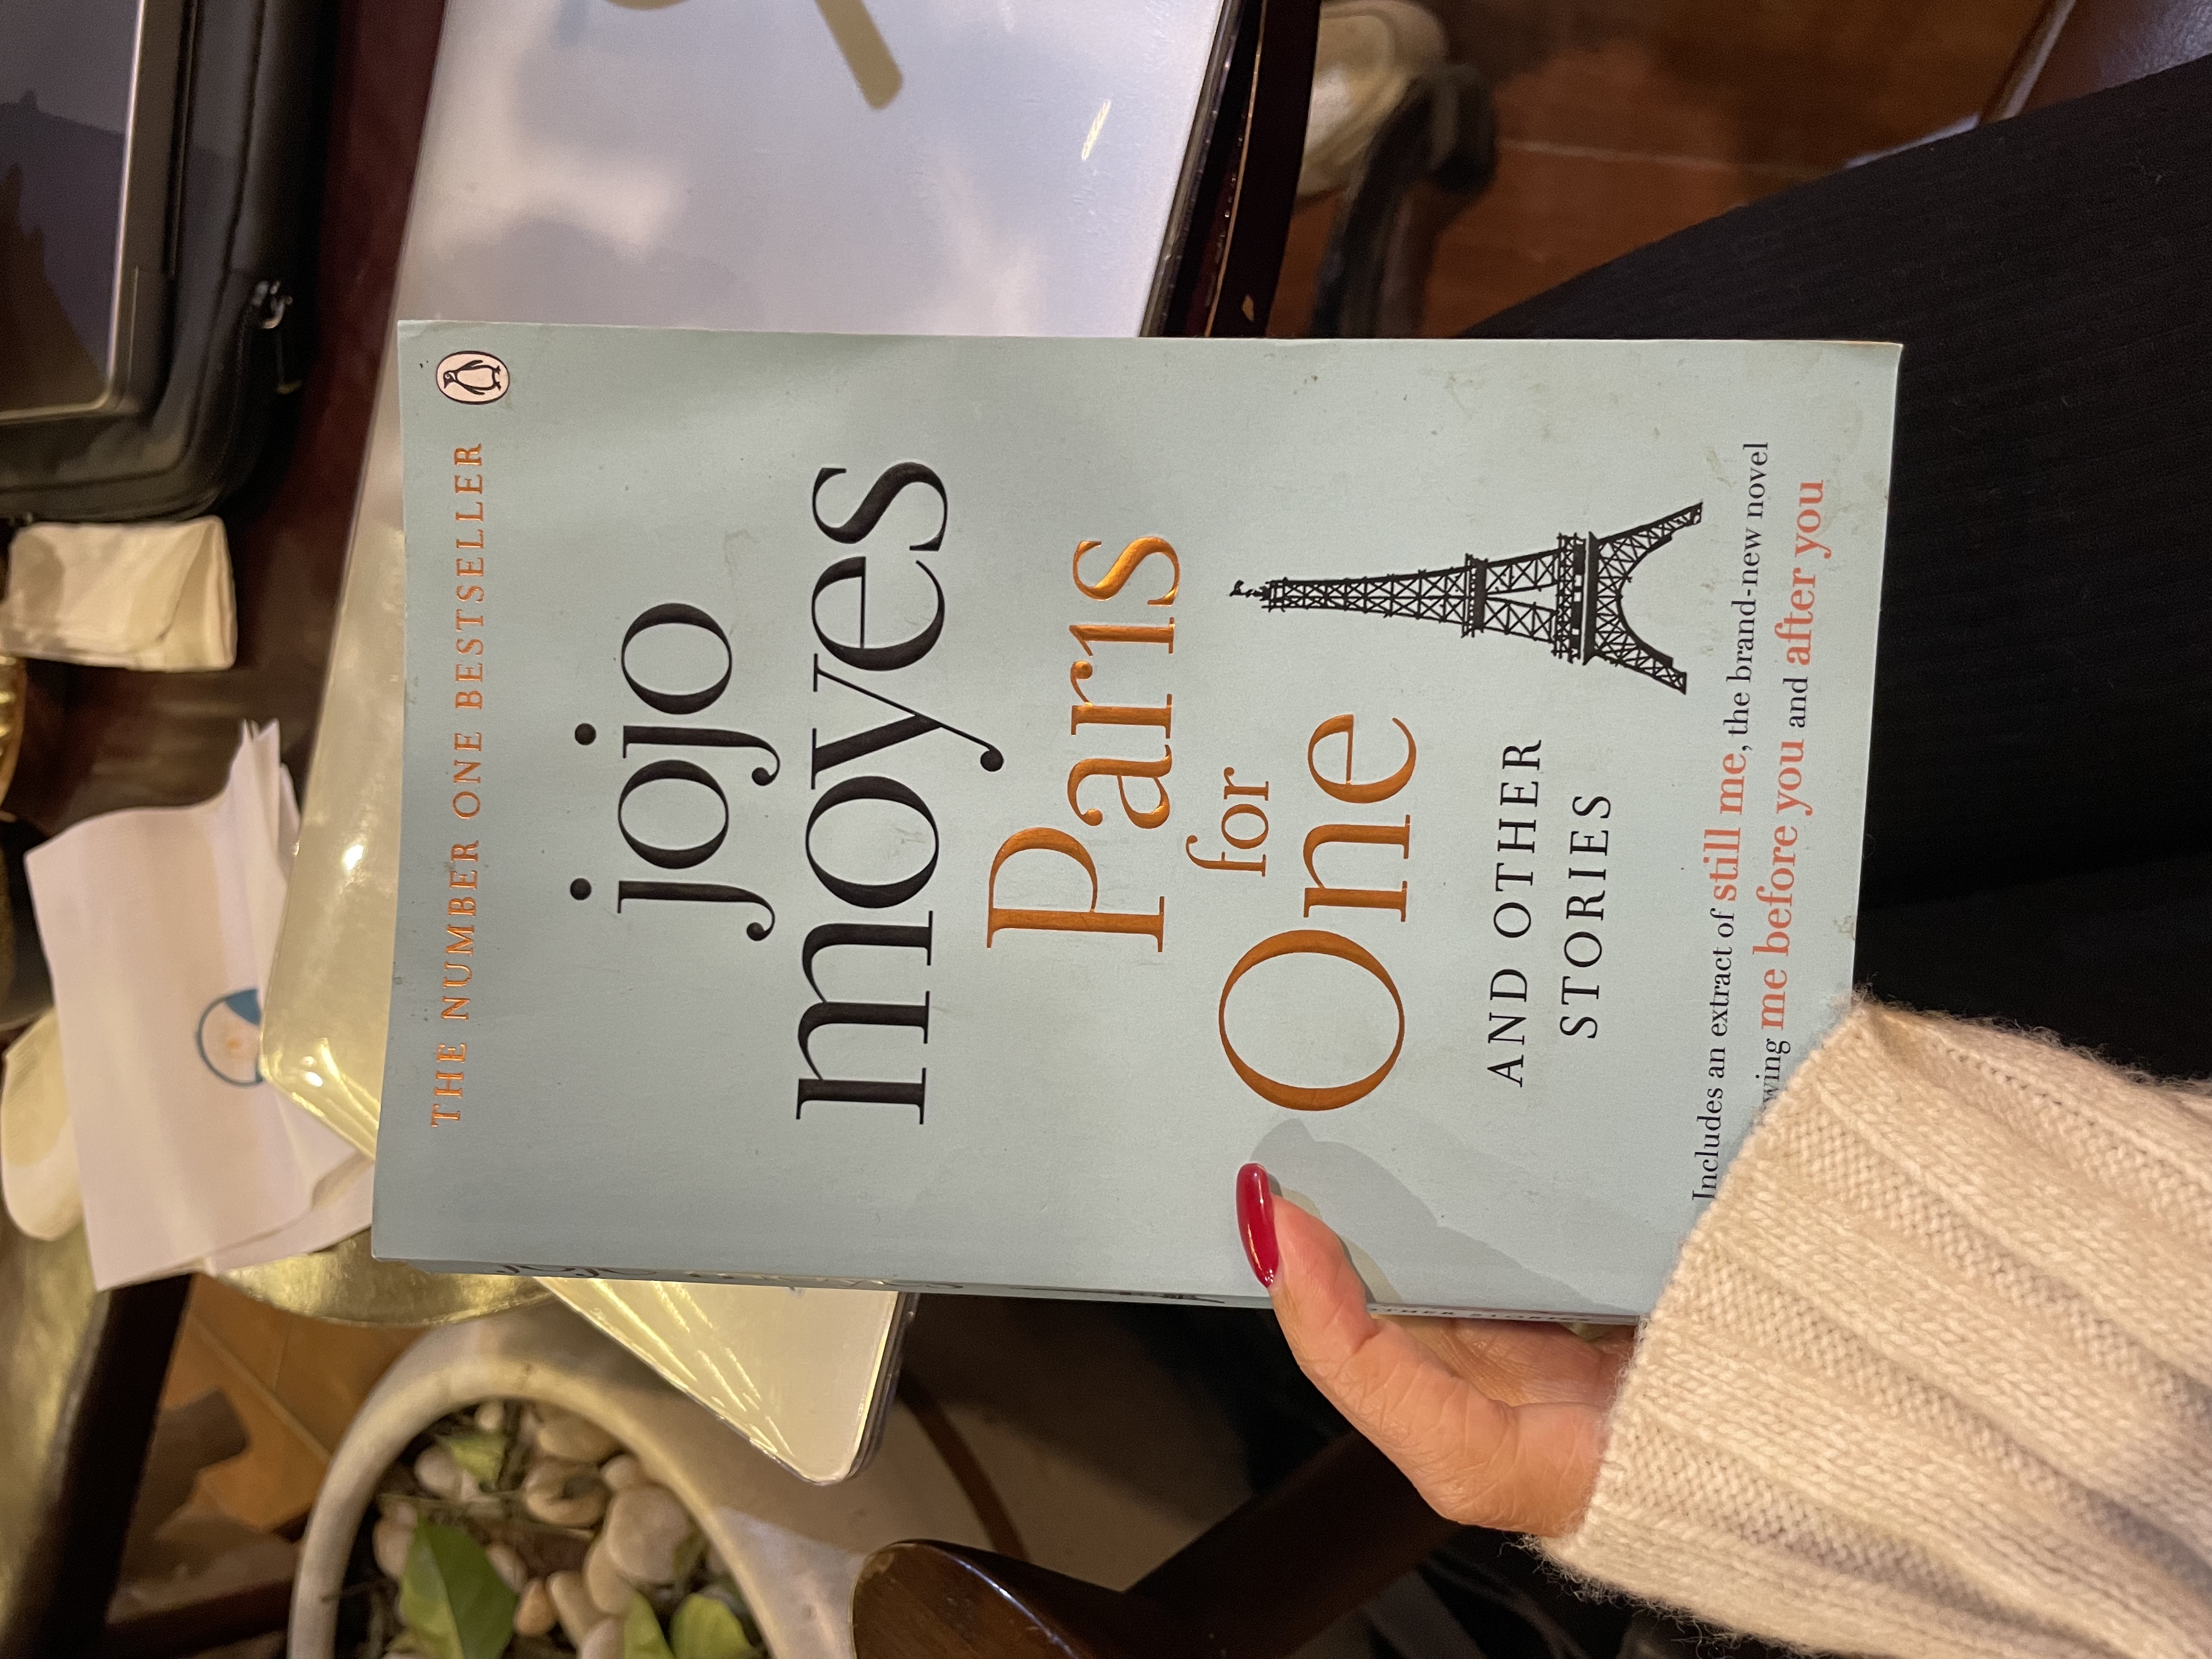 THE NUMBER ONE BESTSELLER
jojo
moyes
Paris
for
One
AND OTHER
STORIES
Includes an extract of still me, the brand-new novel
wing me before you and after you